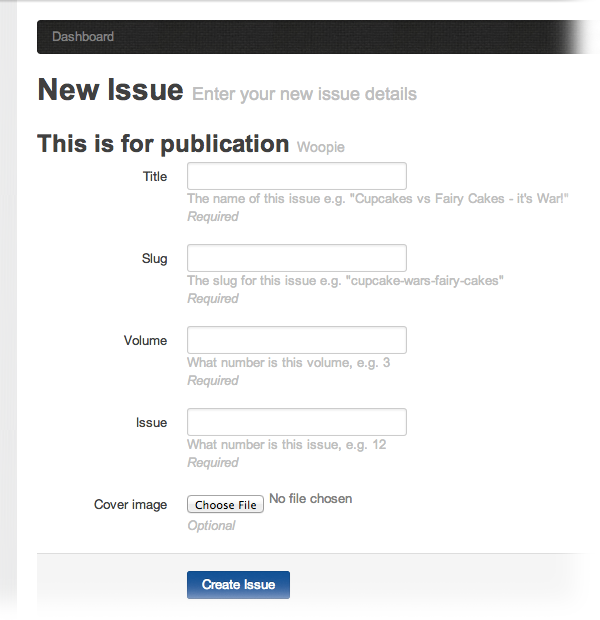 Dashboard
New Issue Enter your new issue details
This is for publication Woopie
Title
The name of this issue e.g. "Cupcakes vs Fairy Cakes - it's War!"
Required
Slug
The slug for this issue e.g. "cupcake-wars-fairy-cakes"
Required
Volume
What number is this volume, e.g. 3
Required
Issue
What number is this issue, e.g. 12
Required
Cover image Choose File No file chosen
Optional
Create Issue